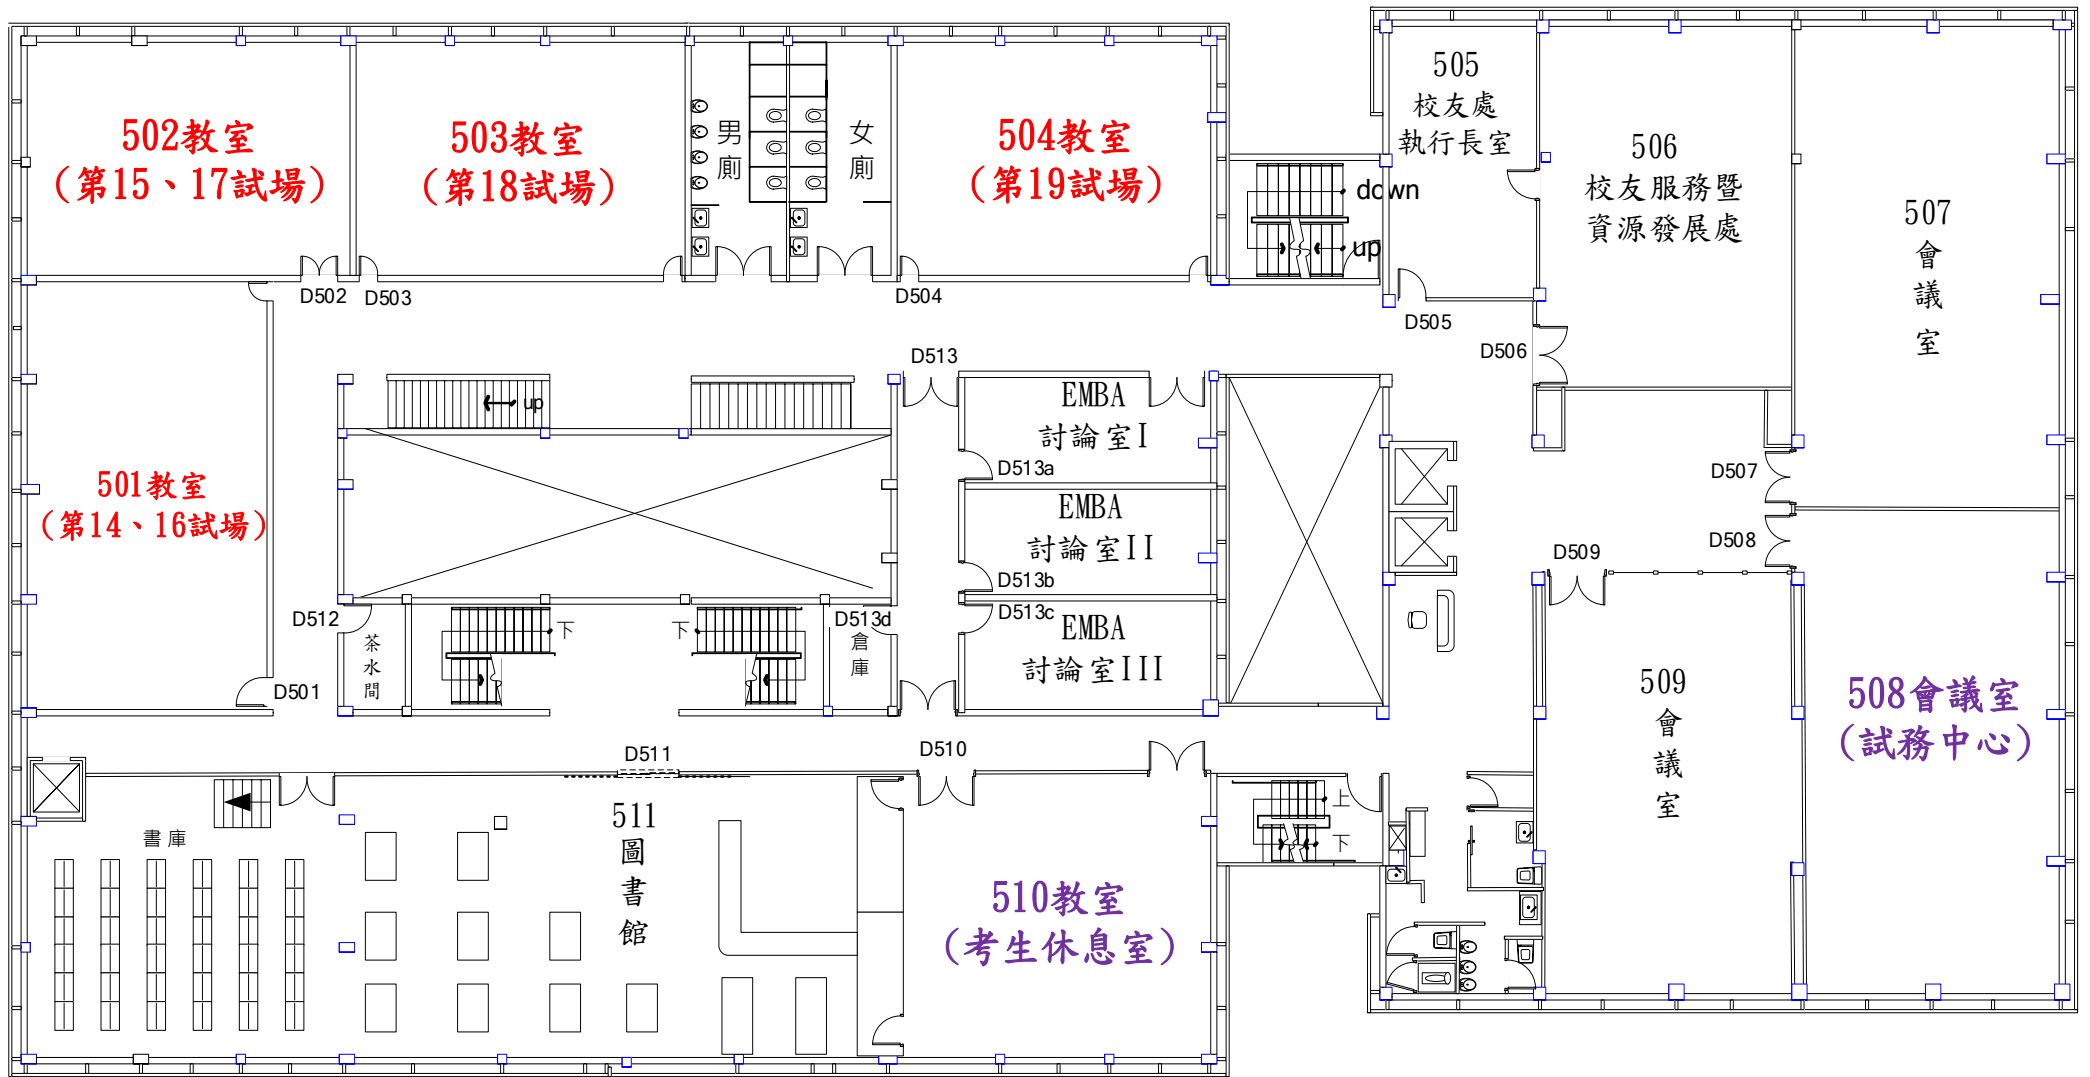 502教室
(第15、17試場)
503教室
(第18試場)
男廁
女廁
504教室
(第19試場)
down
up
505
校友處
執行長室
506
校友服務暨
資源發展處
507
會議室
D502
D503
D504
D505
D506
D513
up
EMBA
討論室I
D513a
501教室
(第14、16試場)
EMBA
討論室II
D513b
D507
D508
D509
D512
茶水間
下
下
D513d
倉庫
D513c
EMBA
討論室III
D501
509
會議室
508會議室
(試務中心)
D511
D510
書庫
511
圖書館
上
下
510教室
(考生休息室)